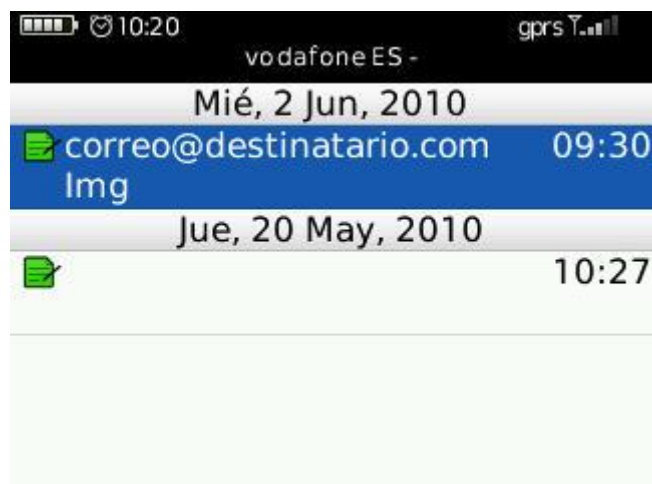 10:20 gprs
vodafone ES -
Mié, 2 Jun, 2010
correo@destinatario.com 09:30
Img
Jue, 20 May, 2010
10:27